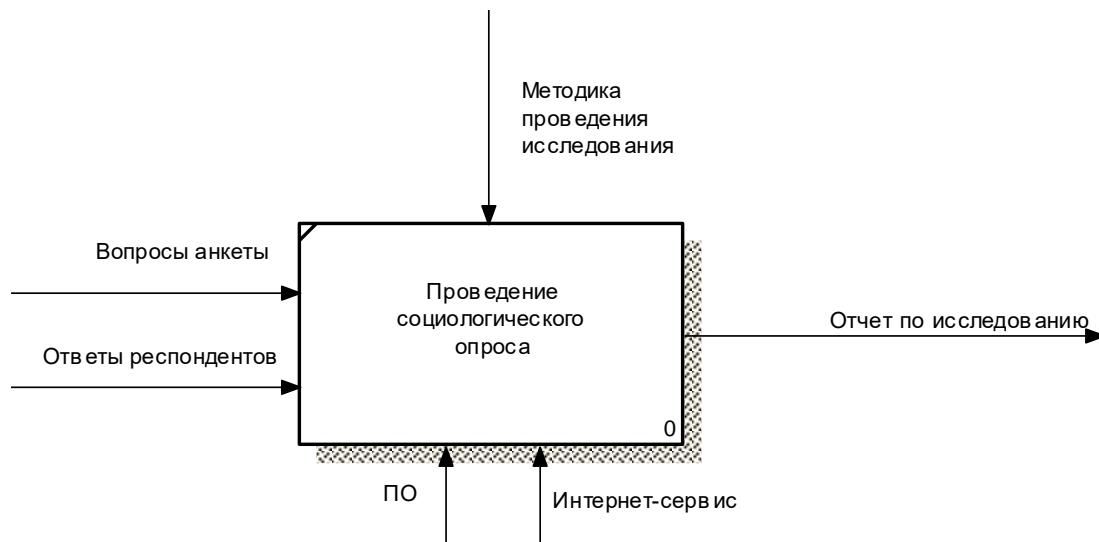 Методика
проведения
исследования
Вопросы анкеты
Проведение
социологического
опроса
Отчет по исследованию
Ответы респондентов
0
ПО
Интернет-сервис